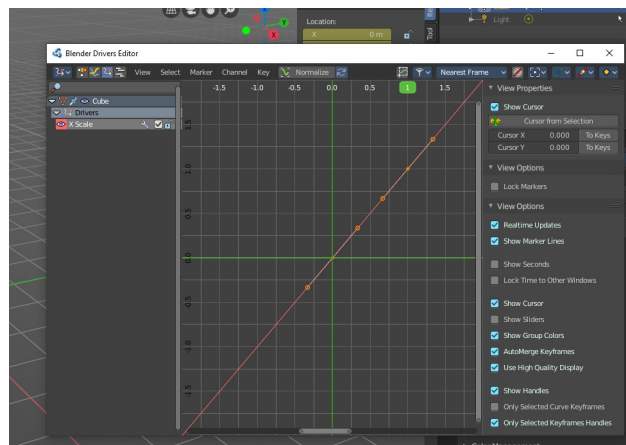 Location:
X 0 m
Light
Blender Drivers Editor
View Select Marker Channel Key Normalize Nearest Frame
-1.5 -1.0 -0.5 0.0 0.5 1 1.5
Cube
Drivers
X Scale
1.5
1.0
0.5
0.0
-0.5
-1.0
-1.5
View Properties
Show Cursor
Cursor from Selection
Cursor X 0.000 To Keys
Cursor Y 0.000 To Keys
View Options
Lock Markers
View Options
Realtime Updates
Show Marker Lines
Show Seconds
Lock Time to Other Windows
Show Cursor
Show Sliders
Show Group Colors
AutoMerge Keyframes
Use High Quality Display
Show Handles
Only Selected Curve Keyframes
Only Selected Keyframes Handles